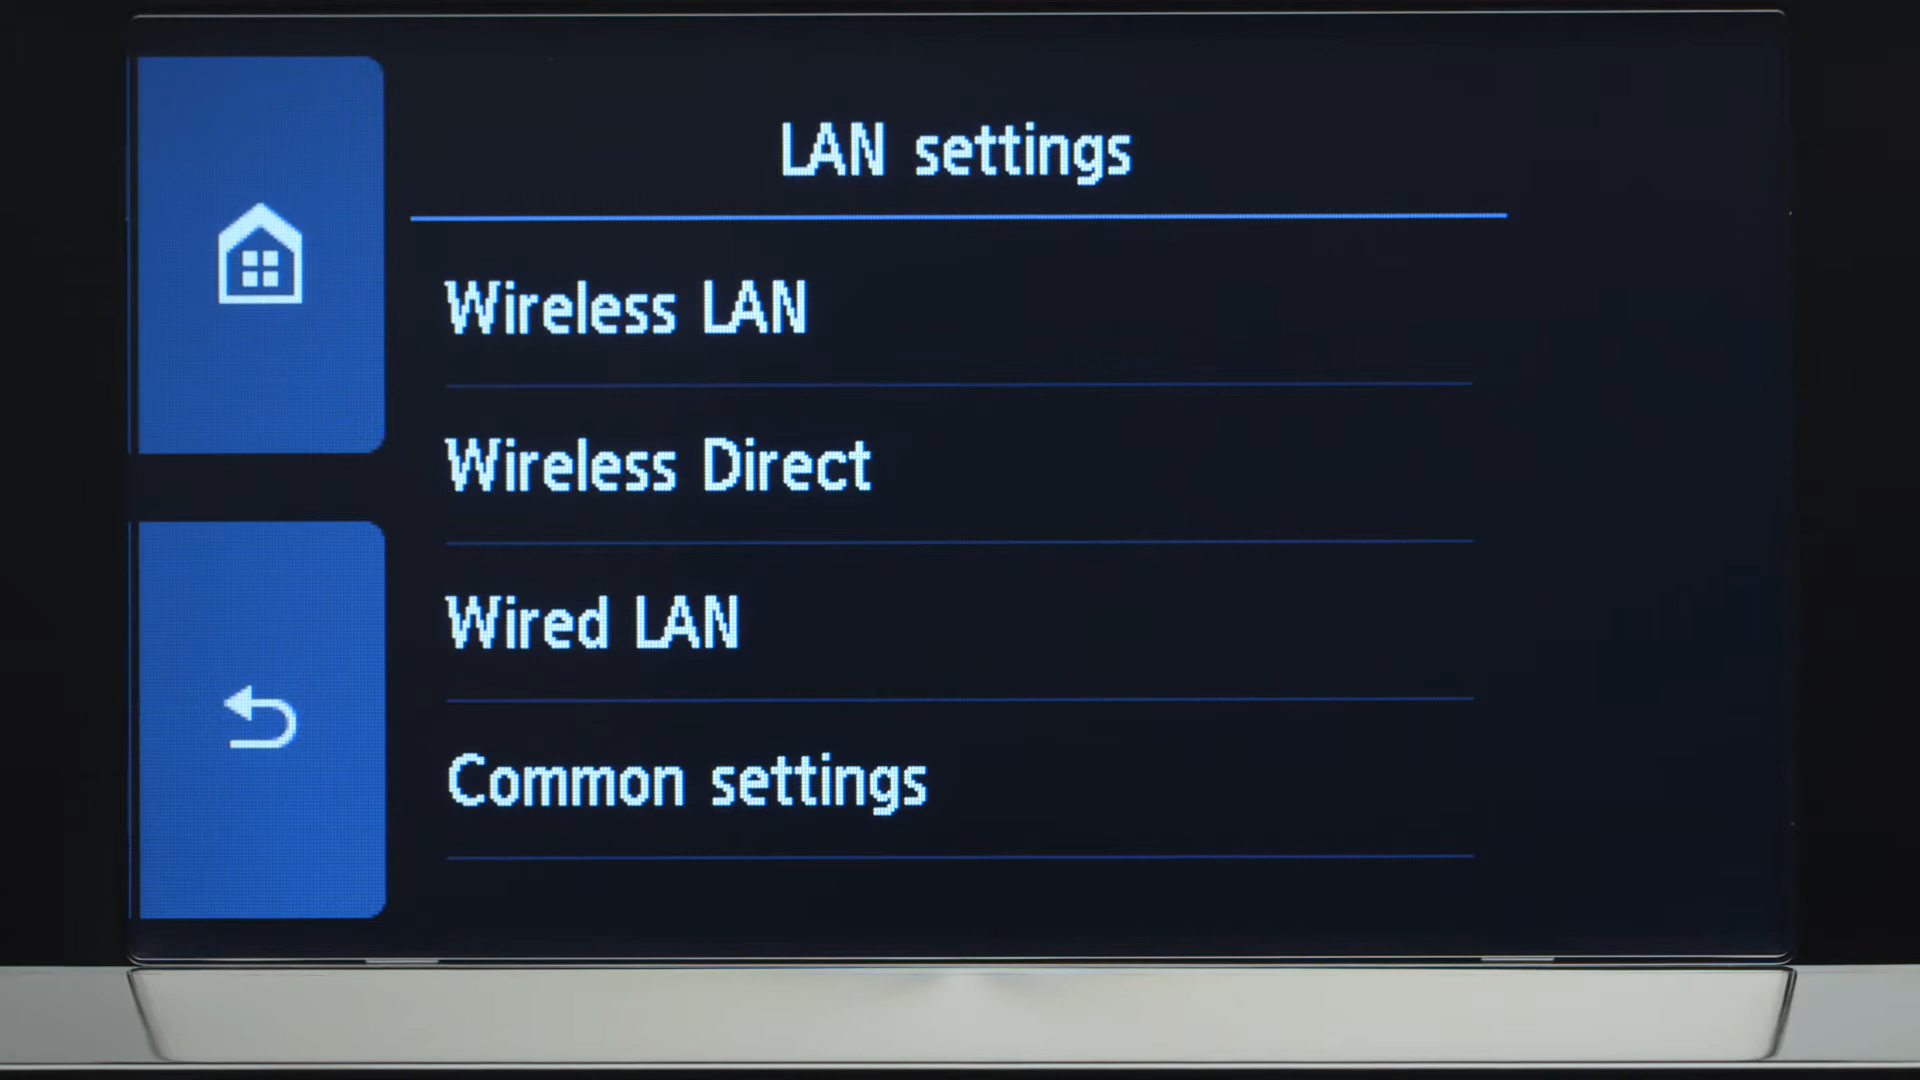 LAN settings
Wireless LAN
Wireless Direct
Wired LAN
Common settings